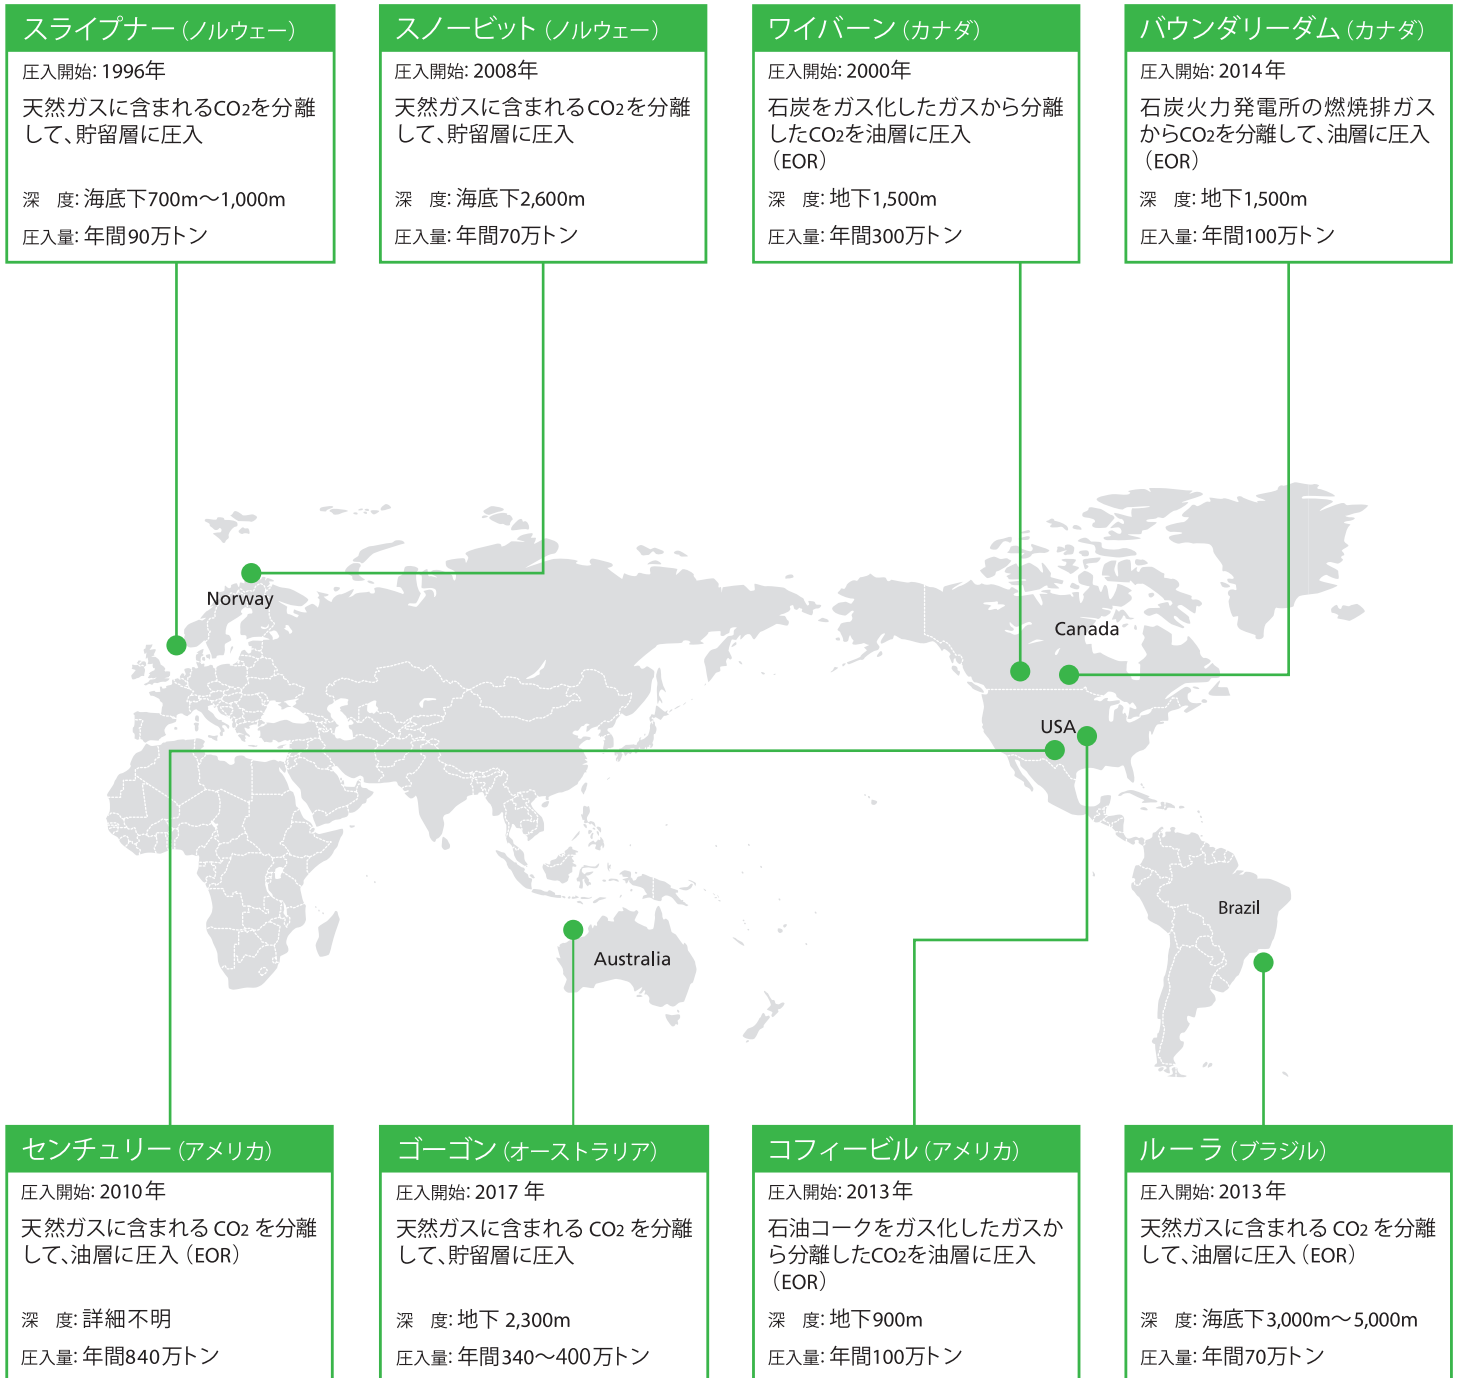 スライプナー（ノルウェー）
圧入開始: 1996年
天然ガスに含まれるCO2を分離
して、貯留層に圧入
深　度: 海底下700m～1,000m
圧入量: 年間90万トン
スノービット（ノルウェー）
圧入開始: 2008年
天然ガスに含まれるCO2を分離
して、貯留層に圧入
深　度: 海底下2,600m
圧入量: 年間70万トン
ワイバーン（カナダ）
圧入開始: 2000年
石炭をガス化したガスから分離
したCO2を油層に圧入
（EOR）
深　度: 地下1,500m
圧入量: 年間300万トン
バウンダリーダム（カナダ）
圧入開始: 2014年
石炭火力発電所の燃焼排ガス
からCO2を分離して、油層に圧入
（EOR）
深　度: 地下1,500m
圧入量: 年間100万トン
Norway
Canada
USA
Brazil
Australia
センチュリー（アメリカ）
圧入開始: 2010年
天然ガスに含まれる CO2 を分離
して、油層に圧入（EOR）
深　度: 詳細不明
圧入量: 年間840万トン
ゴーゴン（オーストラリア）
圧入開始: 2017 年
天然ガスに含まれる CO2 を分離
して、貯留層に圧入
深　度: 地下 2,300m
圧入量: 年間340～400万トン
コフィービル（アメリカ）
圧入開始: 2013年
石油コークをガス化したガスか
ら分離したCO2を油層に圧入
（EOR）
深　度: 地下900m
圧入量: 年間100万トン
ルーラ（ブラジル）
圧入開始: 2013年
天然ガスに含まれる CO2 を分離
して、油層に圧入（EOR）
深　度: 海底下3,000m～5,000m
圧入量: 年間70万トン